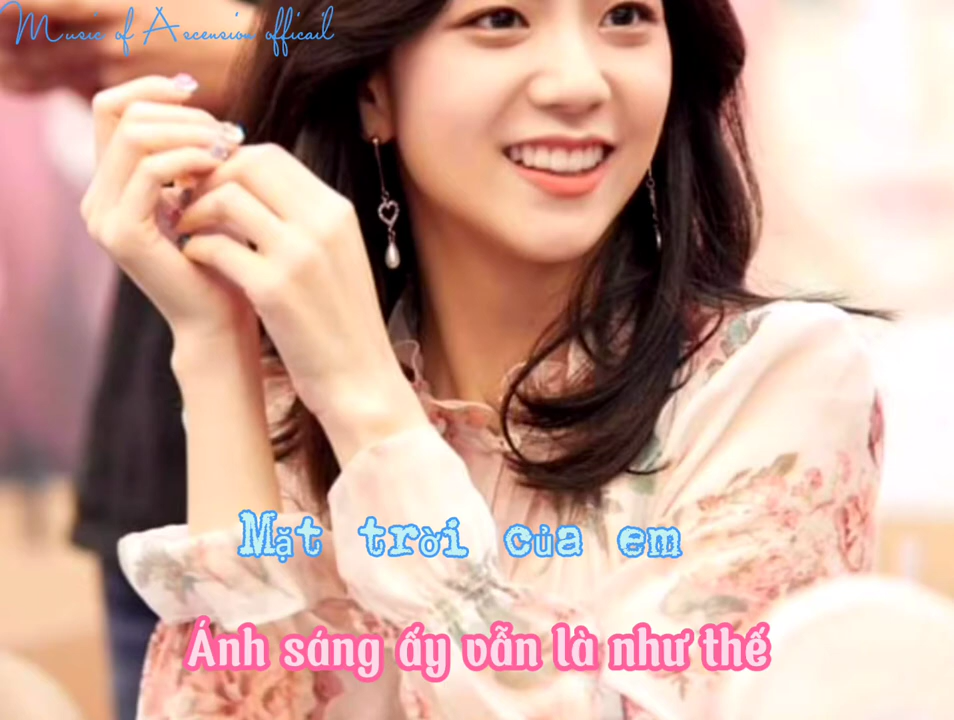 Music of Ascension officail
Mặt trời của em
Ánh sáng ấy vẫn là như thế